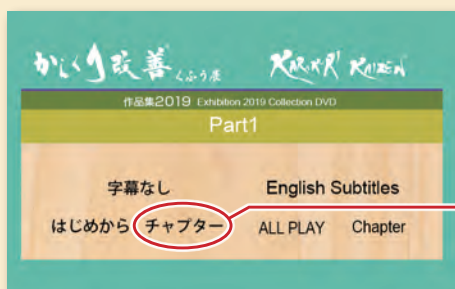 からくり改善 くふう展 KARAKURI KAIZEN
作品集2019 Exhibition 2019 Collection DVD
Part1
字幕なし English Subtitles
はじめから チャプター ALL PLAY Chapter